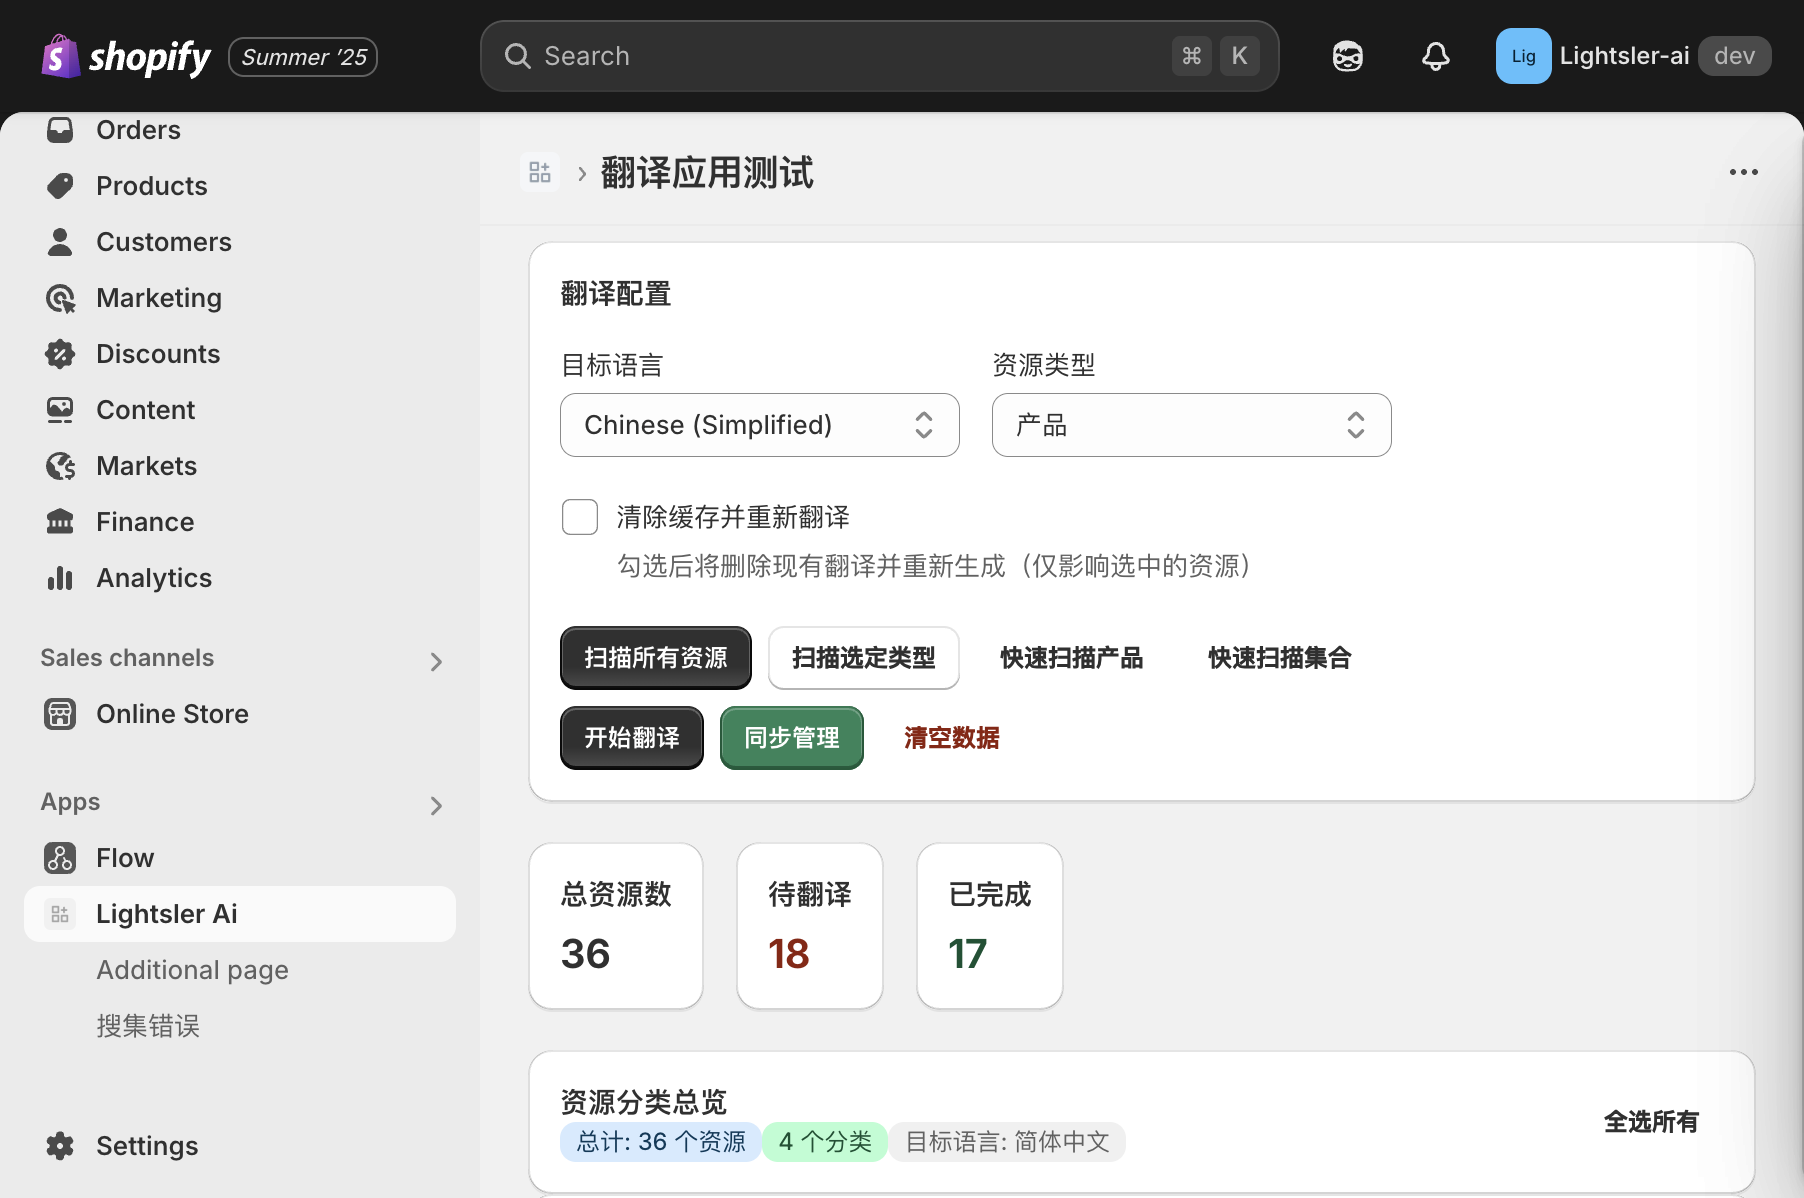 shopify Summer '25 Search ⌘ K Lig Lightsler-ai dev
Orders
Products
Customers
Marketing
Discounts
Content
Markets
Finance
Analytics
Sales channels
Online Store
Apps
Flow
Lightsler Ai
Additional page
搜集错误
Settings
翻译应用测试
翻译配置
目标语言 资源类型
Chinese (Simplified) 产品
清除缓存并重新翻译
勾选后将删除现有翻译并重新生成（仅影响选中的资源）
扫描所有资源 扫描选定类型 快速扫描产品 快速扫描集合
开始翻译 同步管理 清空数据
总资源数 待翻译 已完成
36 18 17
资源分类总览
总计: 36 个资源 4 个分类 目标语言: 简体中文
全选所有